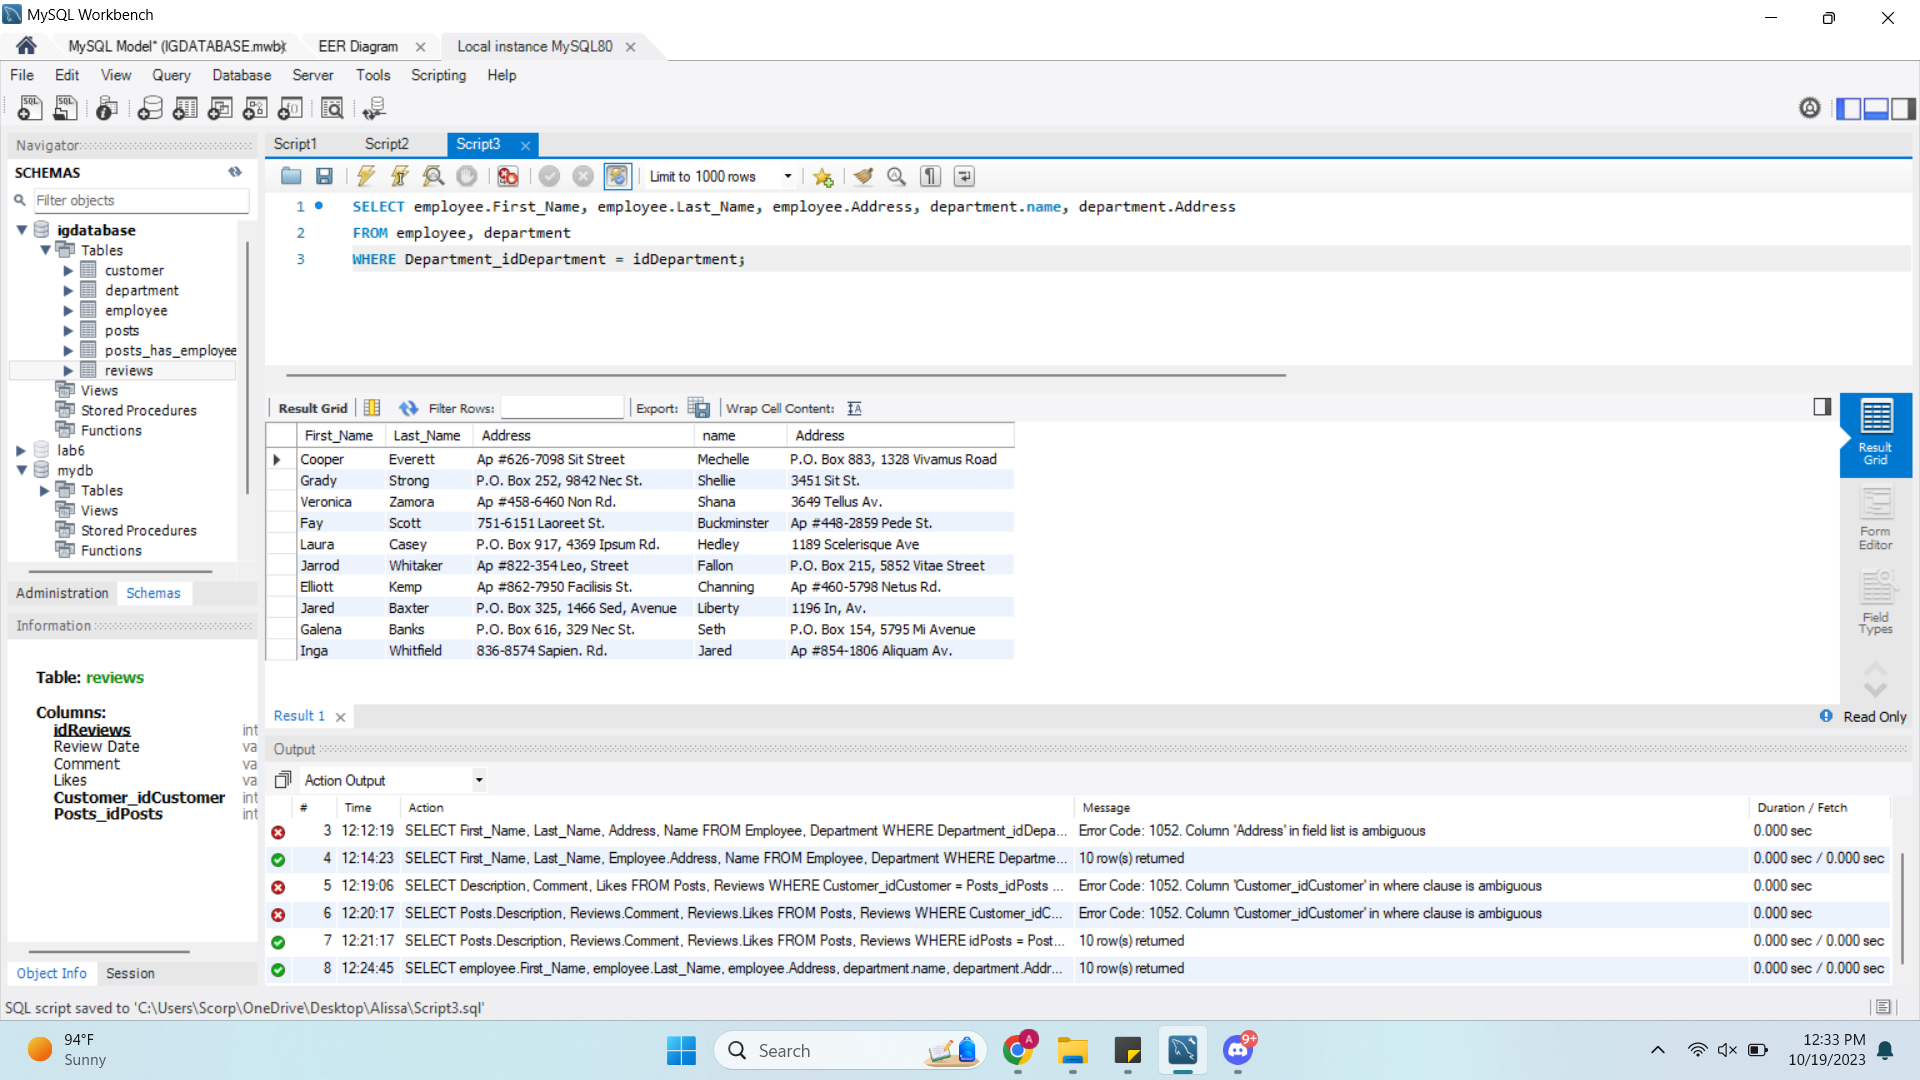 MySQL Workbench
MySQL Model* (IGDATABASE.mwb)
EER Diagram
Local instance MySQL80
File Edit View Query Database Server Tools Scripting Help
Navigator
SCHEMAS
Filter objects
igdatabase
Tables
customer
department
employee
posts
posts_has_employee
reviews
Views
Stored Procedures
Functions
lab6
mydb
Tables
Views
Stored Procedures
Functions
Administration Schemas
Information
Table: reviews
Columns:
idReviews int
Review Date va
Comment va
Likes va
Customer_idCustomer int
Posts_idPosts int
Object Info Session
Script1 Script2 Script3
Limit to 1000 rows
1 SELECT employee.First_Name, employee.Last_Name, employee.Address, department.name, department.Address
2 FROM employee, department
3 WHERE Department_idDepartment = idDepartment;
Result Grid Filter Rows: Export: Wrap Cell Content:
First_Name Last_Name Address name Address
Cooper Everett Ap #626-7098 Sit Street Mechelle P.O. Box 883, 1328 Vivamus Road
Grady Strong P.O. Box 252, 9842 Nec St. Shellie 3451 Sit St.
Veronica Zamora Ap #458-6460 Non Rd. Shana 3649 Tellus Av.
Fay Scott 751-6151 Laoreet St. Buckminster Ap #448-2859 Pede St.
Laura Casey P.O. Box 917, 4369 Ipsum Rd. Hedley 1189 Scelerisque Ave
Jarrod Whitaker Ap #822-354 Leo, Street Fallon P.O. Box 215, 5852 Vitae Street
Elliott Kemp Ap #862-7950 Facilisis St. Channing Ap #460-5798 Netus Rd.
Jared Baxter P.O. Box 325, 1466 Sed, Avenue Liberty 1196 In, Av.
Galena Banks P.O. Box 616, 329 Nec St. Seth P.O. Box 154, 5795 Mi Avenue
Inga Whitfield 836-8574 Sapien. Rd. Jared Ap #854-1806 Aliquam Av.
Result
Grid
Form
Editor
Field
Types
Result 1
Read Only
Output
Action Output
# Time Action Message Duration / Fetch
3 12:12:19 SELECT First_Name, Last_Name, Address, Name FROM Employee, Department WHERE Department_idDepa... Error Code: 1052. Column 'Address' in field list is ambiguous 0.000 sec
4 12:14:23 SELECT First_Name, Last_Name, Employee.Address, Name FROM Employee, Department WHERE Departme... 10 row(s) returned 0.000 sec / 0.000 sec
5 12:19:06 SELECT Description, Comment, Likes FROM Posts, Reviews WHERE Customer_idCustomer = Posts_idPosts ... Error Code: 1052. Column 'Customer_idCustomer' in where clause is ambiguous 0.000 sec
6 12:20:17 SELECT Posts.Description, Reviews.Comment, Reviews.Likes FROM Posts, Reviews WHERE Customer_idC... Error Code: 1052. Column 'Customer_idCustomer' in where clause is ambiguous 0.000 sec
7 12:21:17 SELECT Posts.Description, Reviews.Comment, Reviews.Likes FROM Posts, Reviews WHERE idPosts = Post... 10 row(s) returned 0.000 sec / 0.000 sec
8 12:24:45 SELECT employee.First_Name, employee.Last_Name, employee.Address, department.name, department.Addr... 10 row(s) returned 0.000 sec / 0.000 sec
SQL script saved to 'C:\Users\Scorp\OneDrive\Desktop\Alissa\Script3.sql'
94°F
Sunny
Search
A
9+
12:33 PM
10/19/2023